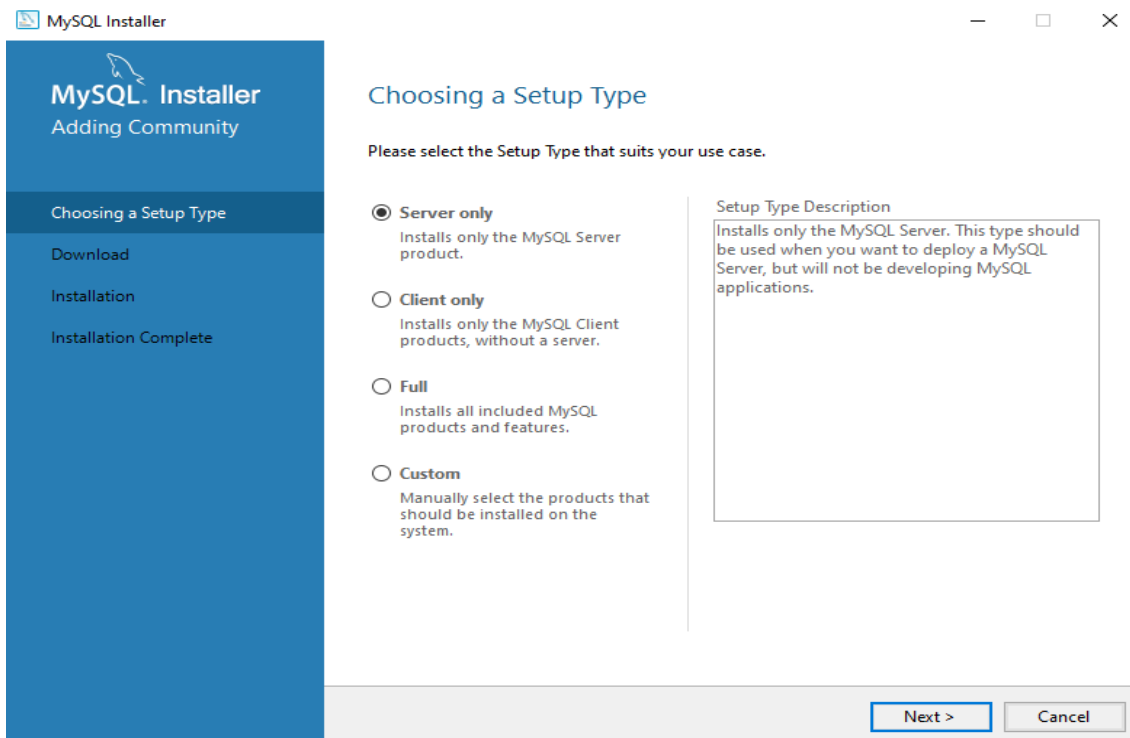 MySQL Installer
MySQL. Installer
Adding Community
Choosing a Setup Type
Download
Installation
Installation Complete
Choosing a Setup Type
Please select the Setup Type that suits your use case.
Server only
Installs only the MySQL Server
product.
Client only
Installs only the MySQL Client
products, without a server.
Full
Installs all included MySQL
products and features.
Custom
Manually select the products that
should be installed on the
system.
Setup Type Description
Installs only the MySQL Server. This type should
be used when you want to deploy a MySQL
Server, but will not be developing MySQL
applications.
Next >
Cancel